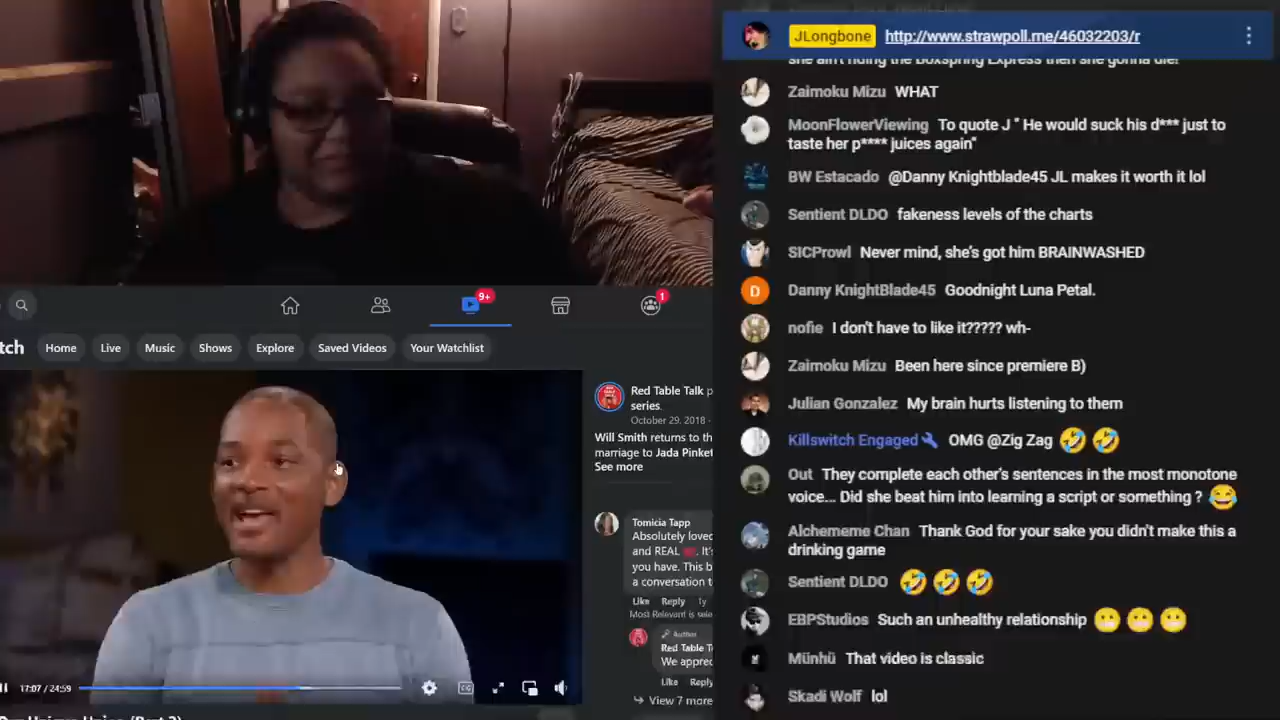 JLongbone http://www.strawpoll.me/46032203/r
she ain't riding the boxspring Express then she gonna die!
Zaimoku Mizu WHAT
MoonFlowerViewing To quote J " He would suck his d*** just to
taste her p**** juices again"
BW Estacado @Danny Knightblade45 JL makes it worth it lol
Sentient DLDO fakeness levels of the charts
SICProwl Never mind, she's got him BRAINWASHED
D Danny KnightBlade45 Goodnight Luna Petal.
nofie I don't have to like it????? wh-
Zaimoku Mizu Been here since premiere B)
Julian Gonzalez My brain hurts listening to them
Killswitch Engaged OMG @Zig Zag 🤣 🤣
Out They complete each other's sentences in the most monotone
voice... Did she beat him into learning a script or something ? 😂
Alchememe Chan Thank God for your sake you didn't make this a
drinking game
Sentient DLDO 🤣 🤣 🤣
EBPStudios Such an unhealthy relationship 😬 😬 😬
Münhü That video is classic
Skadi Wolf lol
9+
1
tch Home Live Music Shows Explore Saved Videos Your Watchlist
Red Table Talk p
series.
October 29, 2018 ·
Will Smith returns to th
marriage to Jada Pinket
See more
Tomicia Tapp
Absolutely loved
and REAL ❤️. It's
you have. This b
a conversation t
Like Reply 1y
Most Relevant is sele
Author
Red Table T
We apprec
Like Reply
View 7 more
17:07 / 24:59